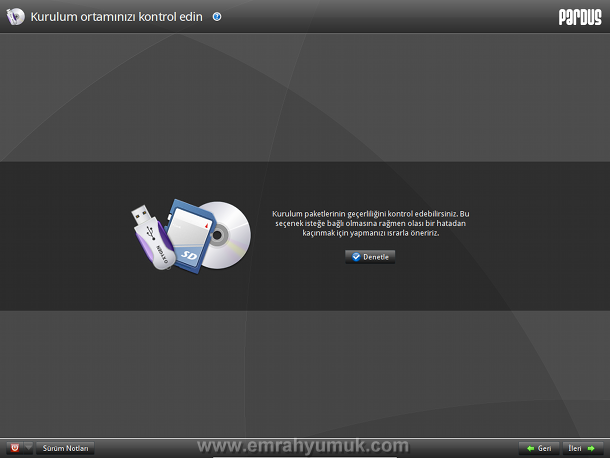 Kurulum ortamınızı kontrol edin
PARDUS
Kurulum paketlerinin geçerliliğini kontrol edebilirsiniz. Bu
seçenek isteğe bağlı olmasına rağmen olası bir hatadan
kaçınmak için yapmanızı ısrarla öneririz.
OXYGEN
SD
Denetle
Sürüm Notları
www.emrahyumuk.com
Geri
İleri